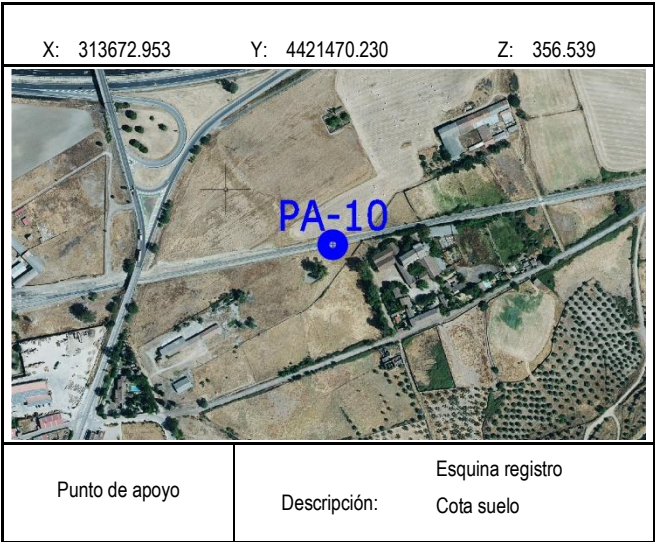 X: 313672.953 Y: 4421470.230 Z: 356.539
PA-10
Punto de apoyo
Descripción:
Esquina registro
Cota suelo